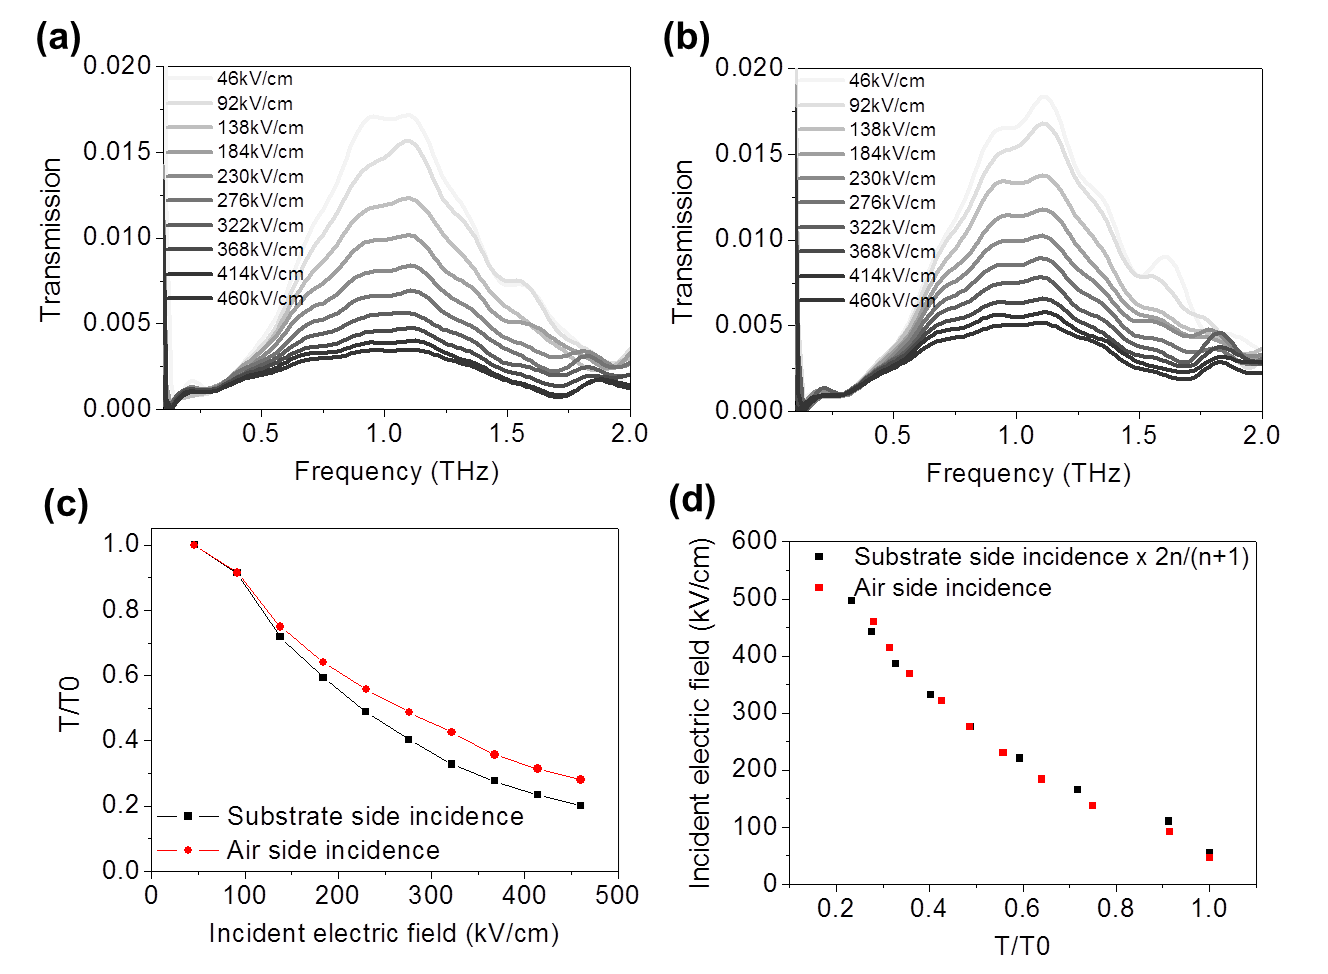 (a)
0.020
0.015
0.010
0.005
0.000
Transmission
46kV/cm
92kV/cm
138kV/cm
184kV/cm
230kV/cm
276kV/cm
322kV/cm
368kV/cm
414kV/cm
460kV/cm
0.5 1.0 1.5 2.0
Frequency (THz)
(b)
0.020
0.015
0.010
0.005
0.000
Transmission
46kV/cm
92kV/cm
138kV/cm
184kV/cm
230kV/cm
276kV/cm
322kV/cm
368kV/cm
414kV/cm
460kV/cm
0.5 1.0 1.5 2.0
Frequency (THz)
(c)
1.0
0.8
0.6
0.4
0.2
0.0
T/T0
Substrate side incidence
Air side incidence
0 100 200 300 400 500
Incident electric field (kV/cm)
(d)
600
500
400
300
200
100
0
Incident electric field (kV/cm)
Substrate side incidence x 2n/(n+1)
Air side incidence
0.2 0.4 0.6 0.8 1.0
T/T0